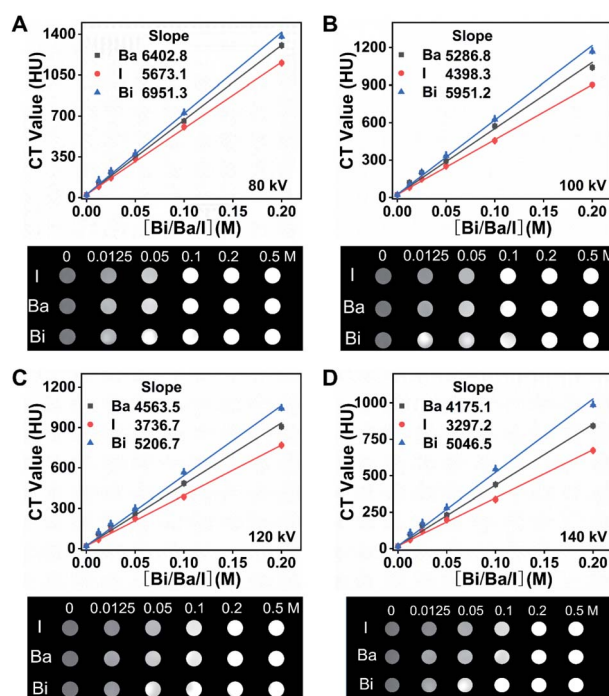 A
CT Value (HU)
1400
1050
700
350
0
Slope
Ba 6402.8
I 5673.1
Bi 6951.3
80 kV
0.00 0.05 0.10 0.15 0.20
[Bi/Ba/I] (M)
0 0.0125 0.05 0.1 0.2 0.5 M
I
Ba
Bi
B
CT Value (HU)
1200
900
600
300
0
Slope
Ba 5286.8
I 4398.3
Bi 5951.2
100 kV
0.00 0.05 0.10 0.15 0.20
[Bi/Ba/I] (M)
0 0.0125 0.05 0.1 0.2 0.5 M
I
Ba
Bi
C
CT Value (HU)
1200
900
600
300
0
Slope
Ba 4563.5
I 3736.7
Bi 5206.7
120 kV
0.00 0.05 0.10 0.15 0.20
[Bi/Ba/I] (M)
0 0.0125 0.05 0.1 0.2 0.5 M
I
Ba
Bi
D
CT Value (HU)
1000
750
500
250
0
Slope
Ba 4175.1
I 3297.2
Bi 5046.5
140 kV
0.00 0.05 0.10 0.15 0.20
[Bi/Ba/I] (M)
0 0.0125 0.05 0.1 0.2 0.5 M
I
Ba
Bi